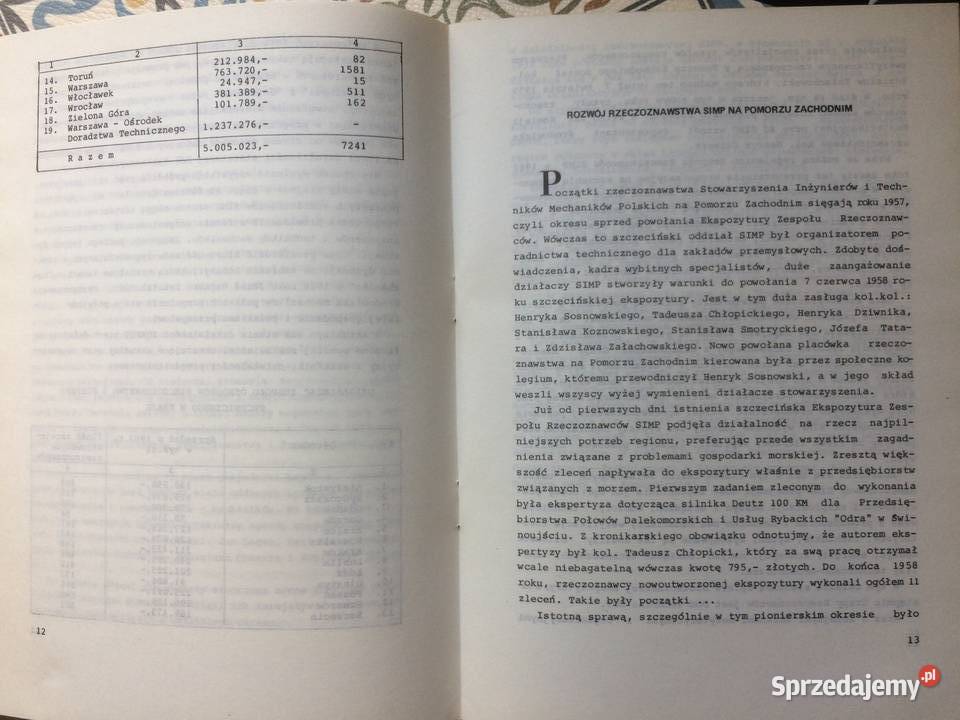 1 2 3 4
14. Toruń 212.984,- 82
15. Warszawa 763.720,- 1581
16. Włocławek 24.947,- 15
17. Wrocław 381.389,- 511
18. Zielona Góra 101.789,- 162
19. Warszawa - Ośrodek
Doradztwa Technicznego 1.237.276,- -
R a z e m 5.005.023,- 7241
12
ROZWÓJ RZECZOZNAWSTWA SIMP NA POMORZU ZACHODNIM
Początki rzeczoznawstwa Stowarzyszenia Inżynierów i Tech-
ników Mechaników Polskich na Pomorzu Zachodnim sięgają roku 1957,
czyli okresu sprzed powołania Ekspozytury Zespołu Rzeczoznaw-
ców. Wówczas to szczeciński oddział SIMP był organizatorem po-
radnictwa technicznego dla zakładów przemysłowych. Zdobyte doś-
wiadczenia, kadra wybitnych specjalistów, duże zaangażowanie
działaczy SIMP stworzyły warunki do powołania 7 czerwca 1958 ro-
ku szczecińskiej ekspozytury. Jest w tym duża zasługa kol.kol.:
Henryka Sosnowskiego, Tadeusza Chłopickiego, Henryka Dziwnika,
Stanisława Koznowskiego, Stanisława Smotryckiego, Józefa Tata-
ra i Zdzisława Załachowskiego. Nowo powołana placówka rzeczo-
znawstwa na Pomorzu Zachodnim kierowana była przez społeczne ko-
legium, któremu przewodniczył Henryk Sosnowski, a w jego skład
weszli wszyscy wyżej wymienieni działacze stowarzyszenia.
Już od pierwszych dni istnienia szczecińska Ekspozytura Zes-
połu Rzeczoznawców SIMP podjęła działalność na rzecz najpil-
niejszych potrzeb regionu, preferując przede wszystkim zagad-
nienia związane z problemami gospodarki morskiej. Zresztą więk-
szość zleceń napływała do ekspozytury właśnie z przedsiębiorstw
związanych z morzem. Pierwszym zadaniem zleconym do wykonania
była ekspertyza dotycząca silnika Deutz 100 KM dla Przedsię-
biorstwa Połowów Dalekomorskich i Usług Rybackich "Odra" w Świ-
noujściu. Z kronikarskiego obowiązku odnotujmy, że autorem eks-
pertyzy był kol. Tadeusz Chłopicki, który za swą pracę otrzymał
wcale niebagatelną wówczas kwotę 795,- złotych. Do końca 1958
roku, rzeczoznawcy nowoutworzonej ekspozytury wykonali ogółem 11
zleceń. Takie były początki ...
Istotną sprawą, szczególnie w tym pionierskim okresie było
13
Sprzedajemy.pl